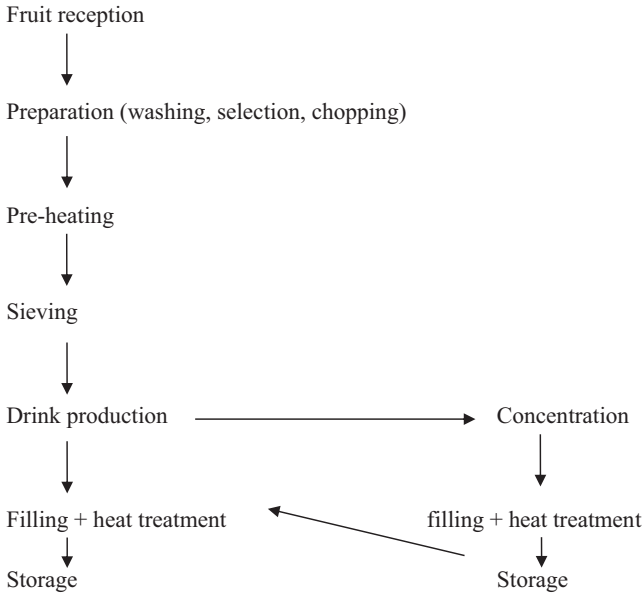 Fruit reception
Preparation (washing, selection, chopping)
Pre-heating
Sieving
Drink production
Concentration
Filling + heat treatment
filling + heat treatment
Storage
Storage